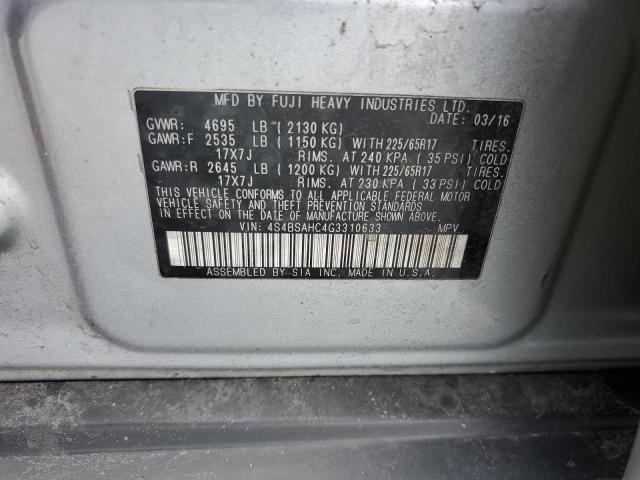 MFD BY FUJI HEAVY INDUSTRIES LTD.
DATE: 03/16
GVWR: 4695 LB ( 2130 KG)
GAWR:F 2535 LB ( 1150 KG) WITH 225/65R17 TIRES.
17X7J RIMS. AT 240 KPA ( 35 PSI) COLD
GAWR:R 2645 LB ( 1200 KG) WITH 225/65R17 TIRES.
17X7J RIMS. AT 230 KPA ( 33 PSI) COLD
THIS VEHICLE CONFORMS TO ALL APPLICABLE FEDERAL MOTOR
VEHICLE SAFETY AND THEFT PREVENTION STANDARDS
IN EFFECT ON THE DATE OF MANUFACTURE SHOWN ABOVE.
VIN: 4S4BSAHC4G3310633 MPV
ASSEMBLED BY SIA INC. MADE IN U.S.A.